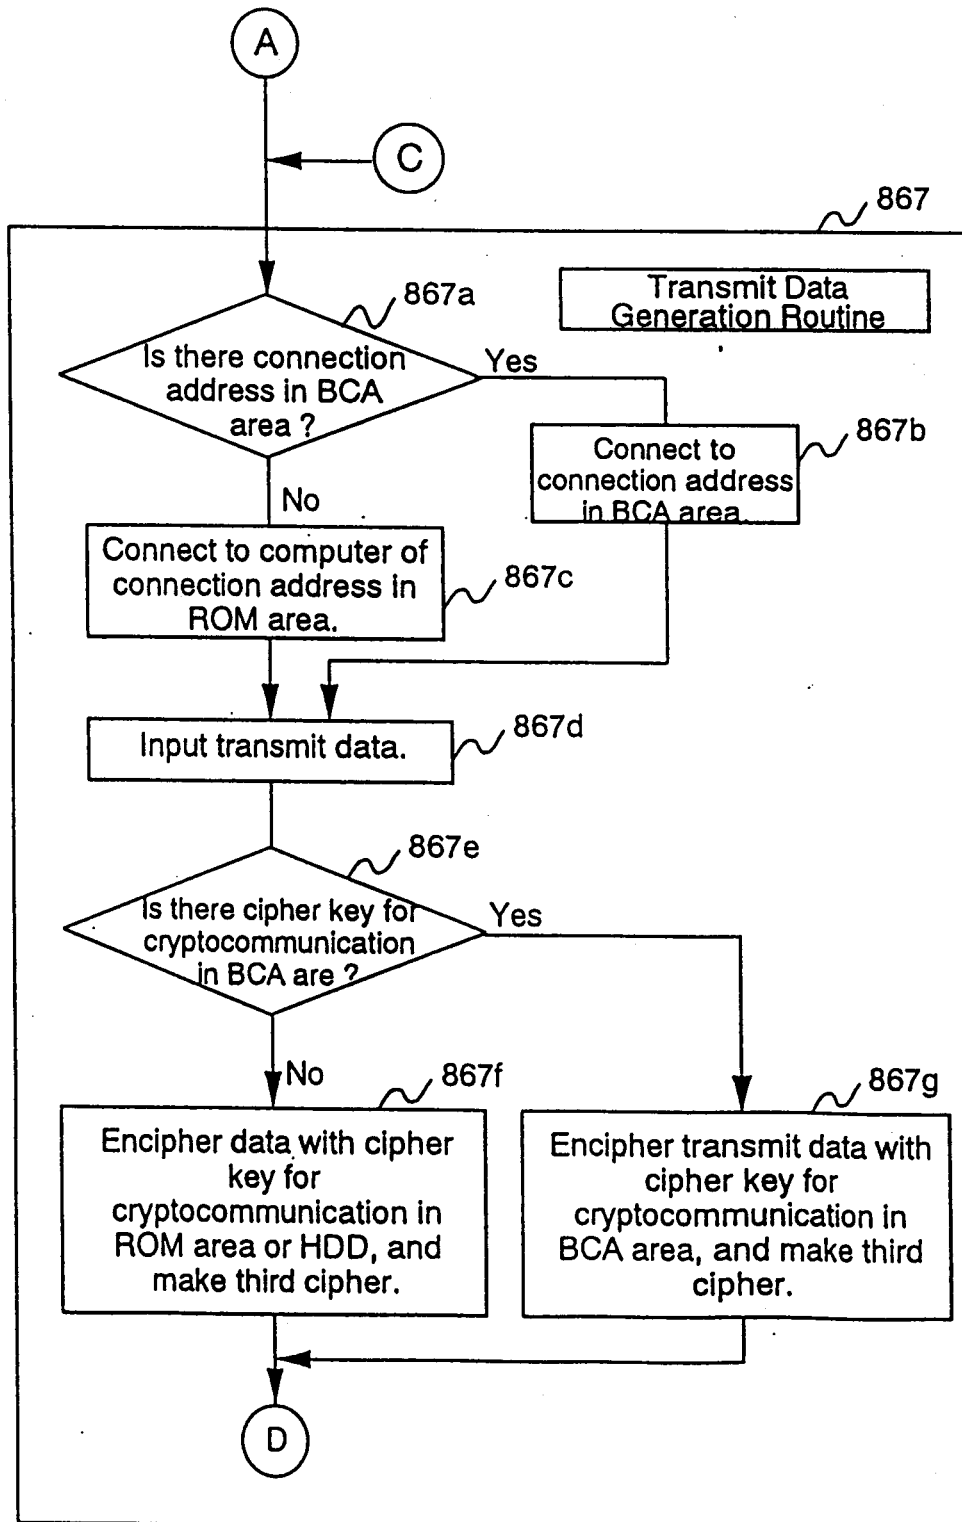 A
C
867
Transmit Data
Generation Routine
867a
Is there connection
address in BCA
area ?
Yes
867b
Connect to
connection address
in BCA area
No
Connect to computer of
connection address in
ROM area.
867c
Input transmit data.
867d
867e
Is there cipher key for
cryptocommunication
in BCA are ?
Yes
No
867f
Encipher data with cipher
key for
cryptocommunication in
ROM area or HDD, and
make third cipher.
867g
Encipher transmit data with
cipher key for
cryptocommunication in
BCA area, and make third
cipher.
D